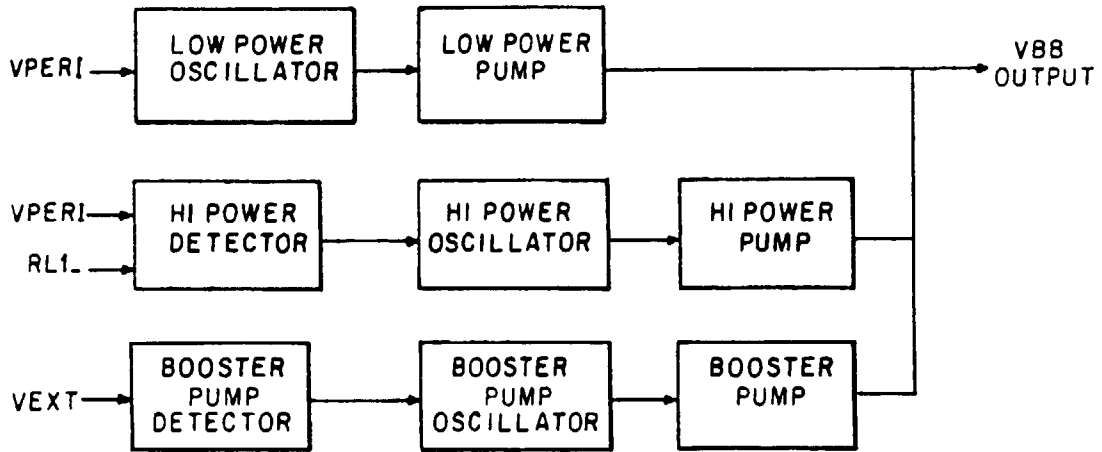 VPERI
LOW POWER
OSCILLATOR
LOW POWER
PUMP
VBB
OUTPUT
VPERI
RL1_
HI POWER
DETECTOR
HI POWER
OSCILLATOR
HI POWER
PUMP
VEXT
BOOSTER
PUMP
DETECTOR
BOOSTER
PUMP
OSCILLATOR
BOOSTER
PUMP